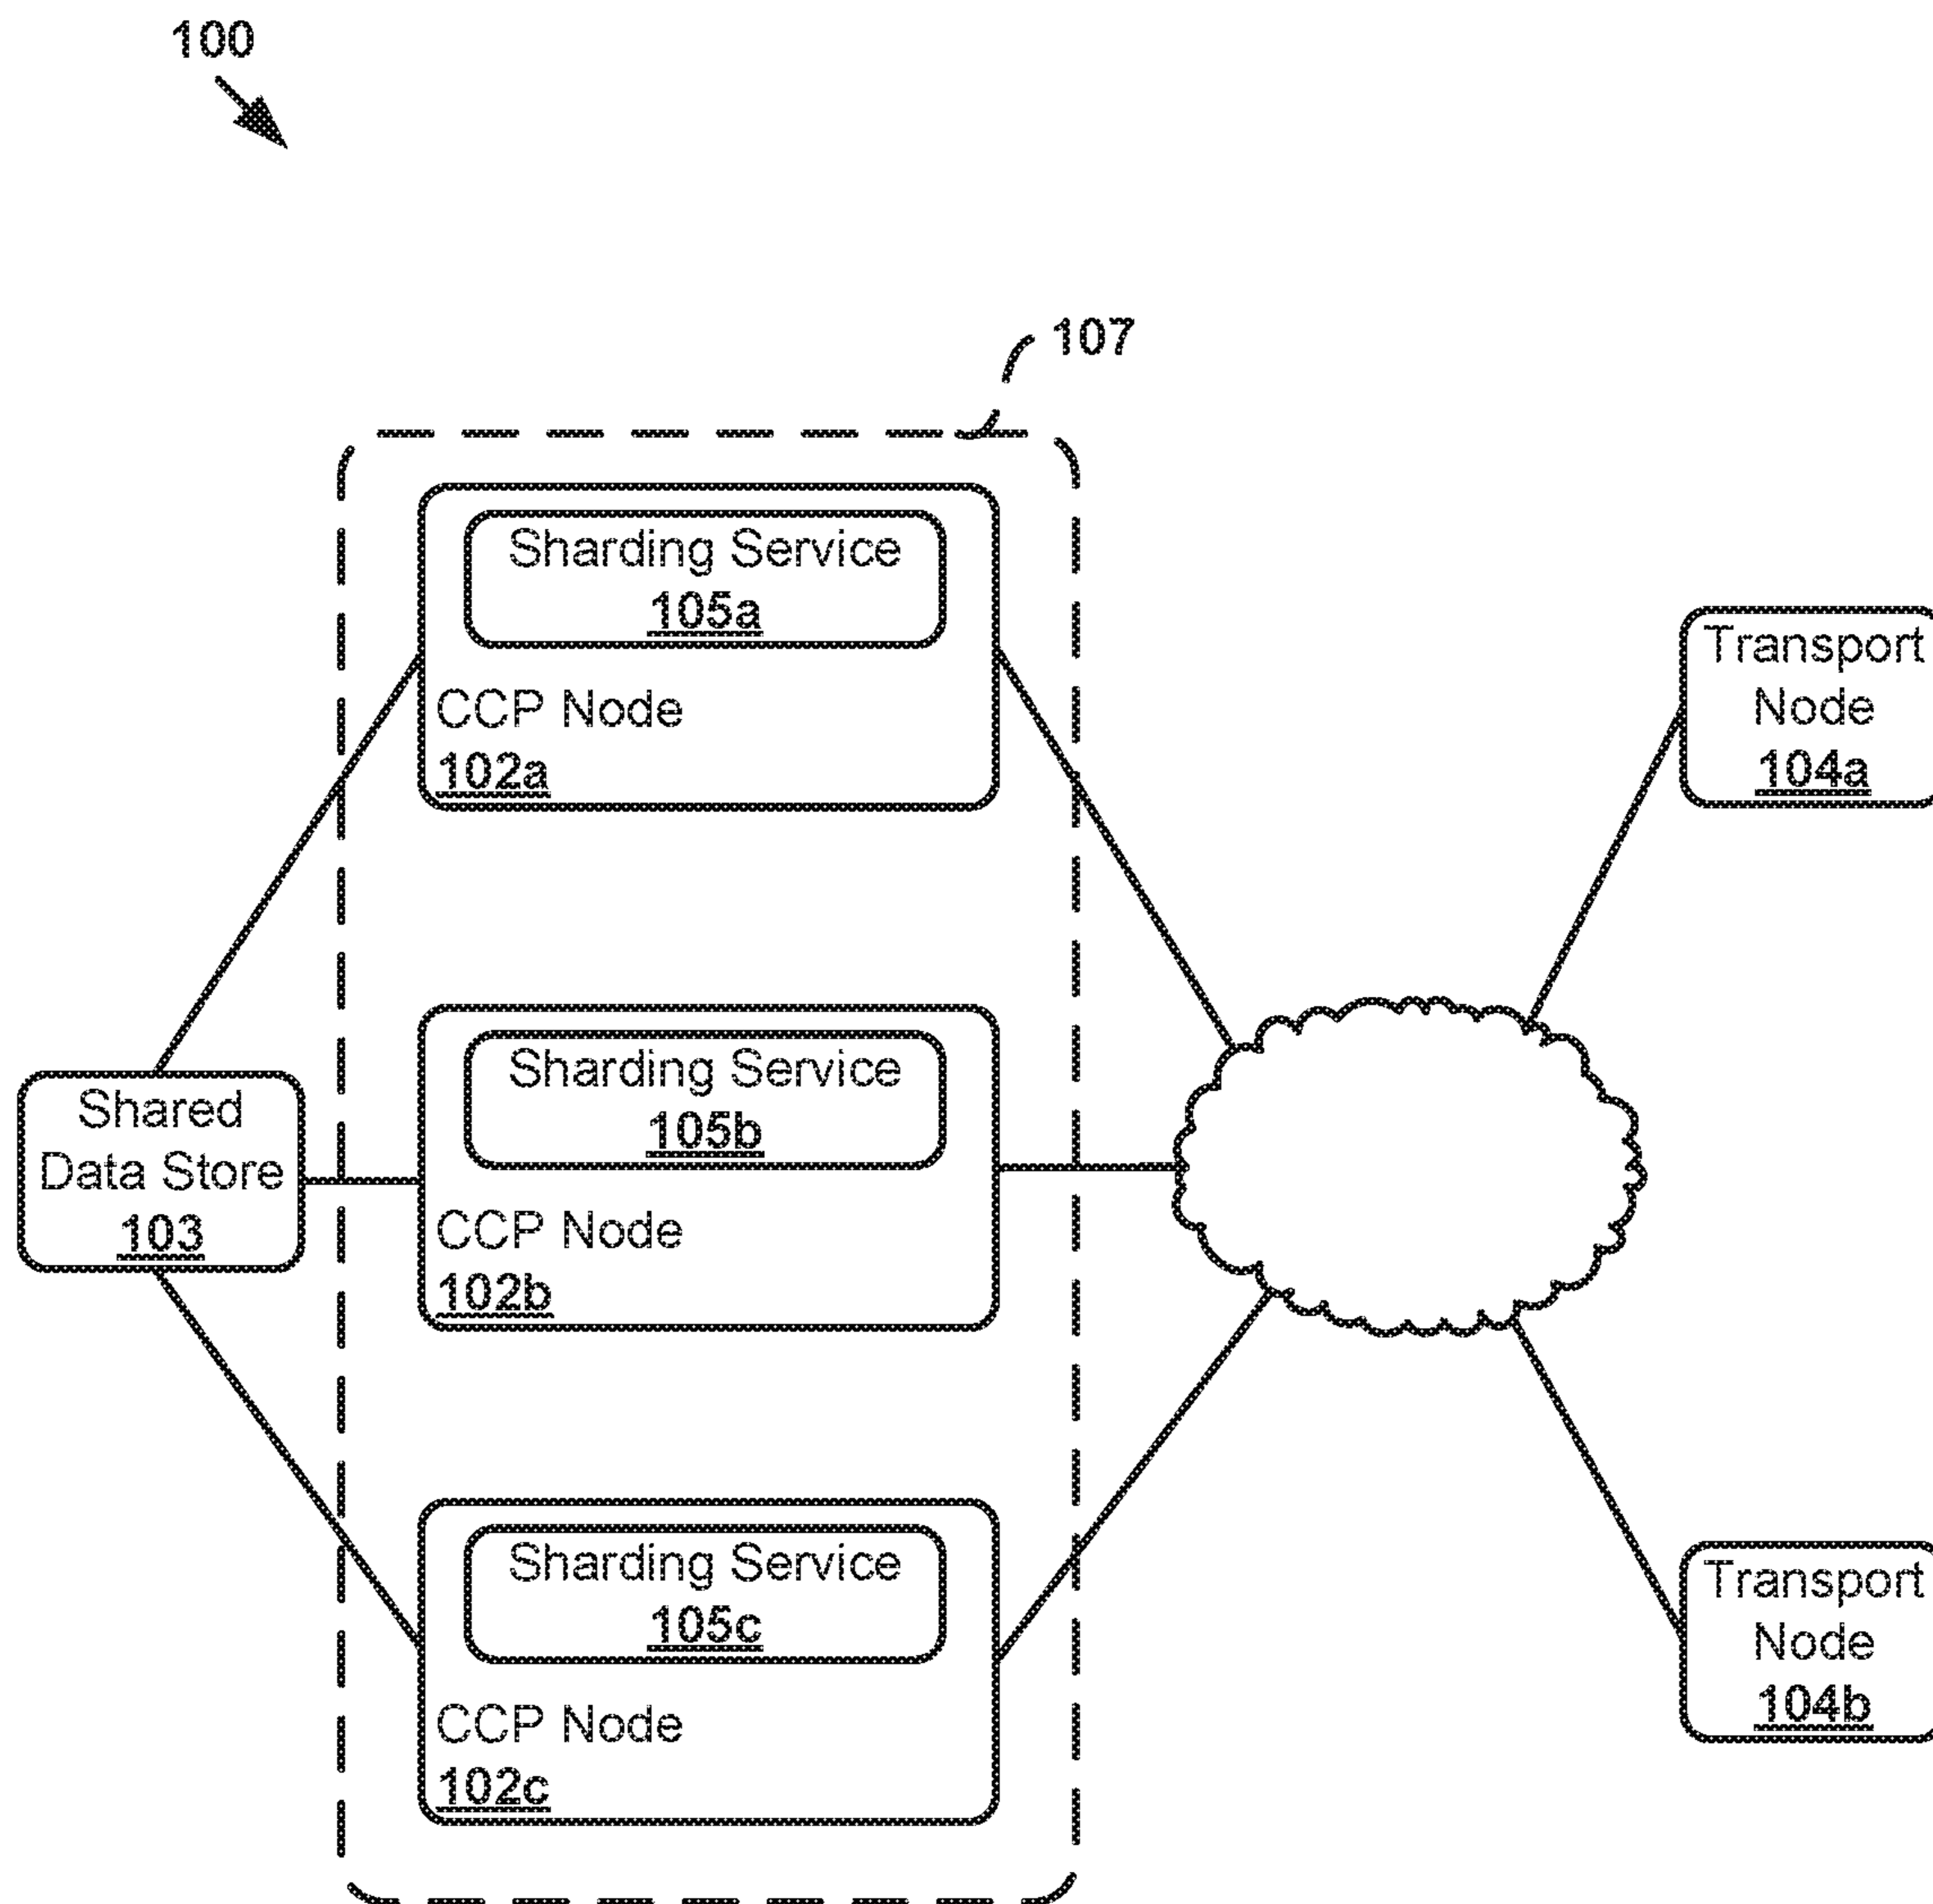 100
107
Sharding Service
105a
CCP Node
102a
Transport
Node
104a
Shared
Data Store
103
Sharding Service
105b
CCP Node
102b
Sharding Service
105c
CCP Node
102c
Transport
Node
104b